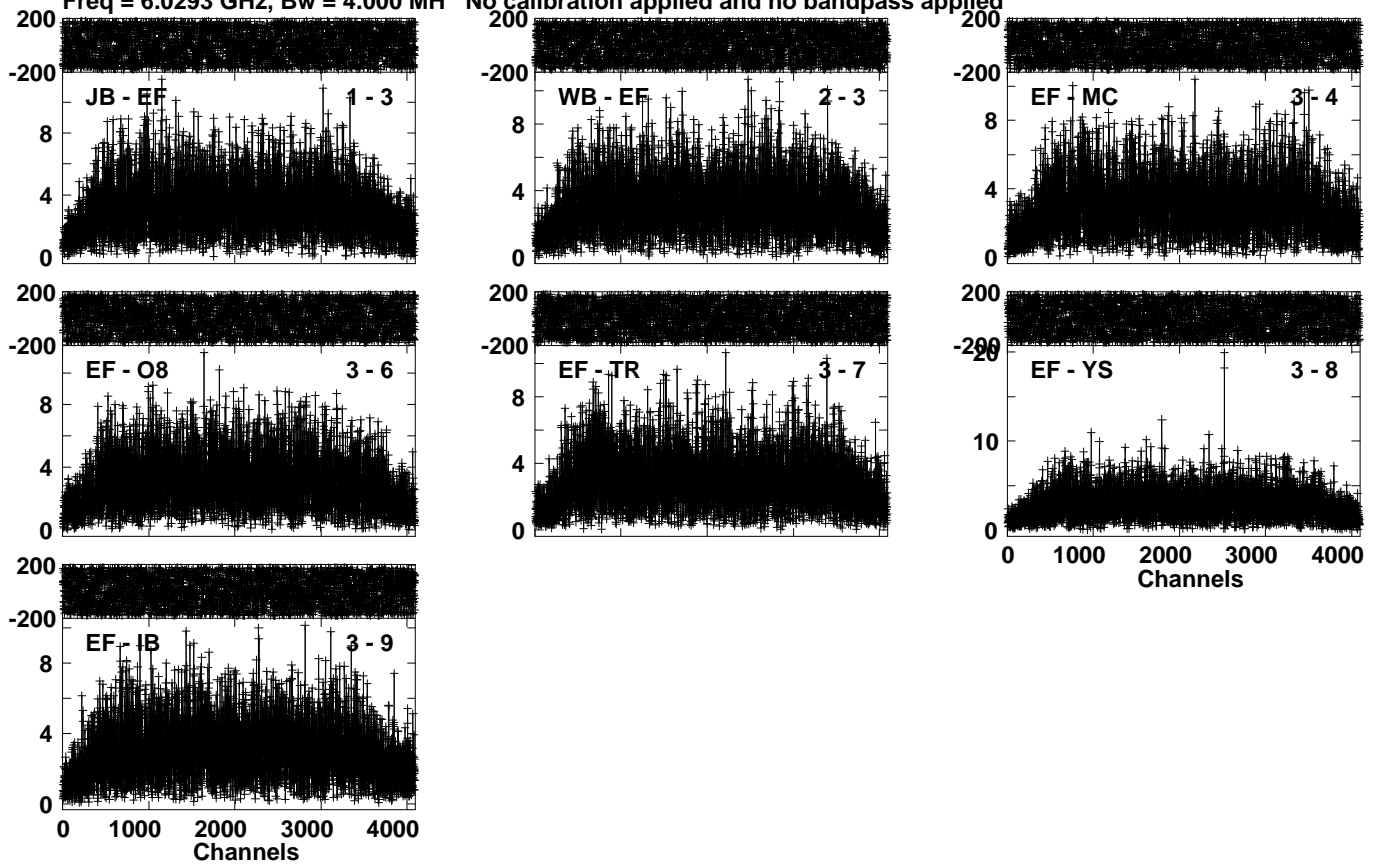 Freq = 6.0293 GHz, Bw = 4.000 MH No calibration applied and no bandpass applied
200 200 200
-200 -200 -200
JB - EF 1 - 3 WB - EF 2 - 3 EF - MC 3 - 4
8 8 8
4 4 4
0 0 0
200 200 200
-200 -200 -200
20
EF - O8 3 - 6 EF - TR 3 - 7 EF - YS 3 - 8
8 8
10
4 4
0 0 0
0 1000 2000 3000 4000
Channels
200
-200
EF - IB 3 - 9
8
4
0
0 1000 2000 3000 4000
Channels